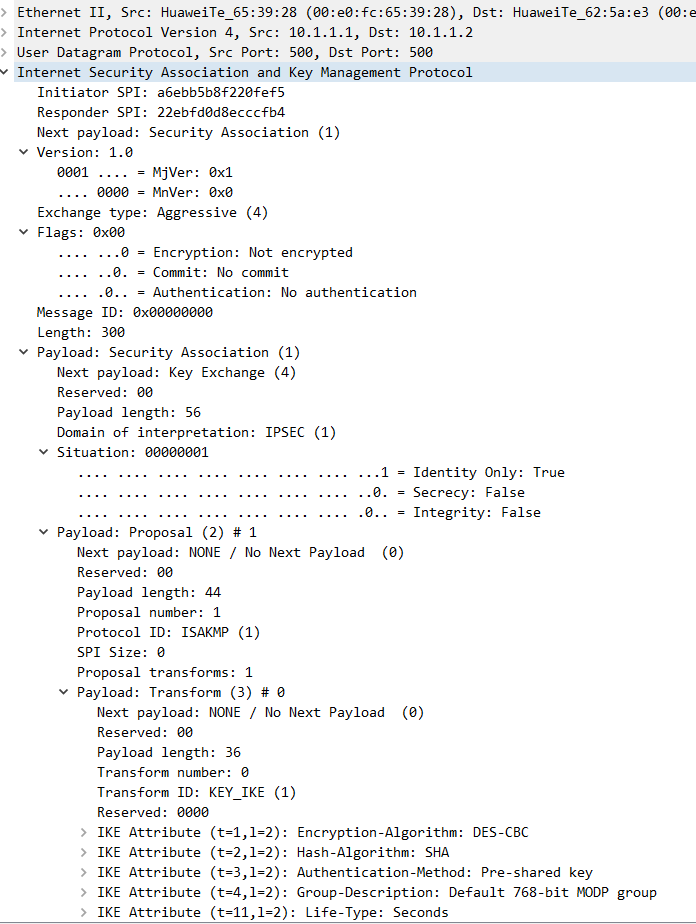 Ethernet II, Src: HuaweiTe_65:39:28 (00:e0:fc:65:39:28), Dst: HuaweiTe_62:5a:e3 (00:e
Internet Protocol Version 4, Src: 10.1.1.1, Dst: 10.1.1.2
User Datagram Protocol, Src Port: 500, Dst Port: 500
Internet Security Association and Key Management Protocol
Initiator SPI: a6ebb5b8f220fef5
Responder SPI: 22ebfd0d8ecccfb4
Next payload: Security Association (1)
Version: 1.0
0001 .... = MjVer: 0x1
.... 0000 = MnVer: 0x0
Exchange type: Aggressive (4)
Flags: 0x00
.... ...0 = Encryption: Not encrypted
.... ..0. = Commit: No commit
.... .0.. = Authentication: No authentication
Message ID: 0x00000000
Length: 300
Payload: Security Association (1)
Next payload: Key Exchange (4)
Reserved: 00
Payload length: 56
Domain of interpretation: IPSEC (1)
Situation: 00000001
.... .... .... .... .... .... .... ...1 = Identity Only: True
.... .... .... .... .... .... .... ..0. = Secrecy: False
.... .... .... .... .... .... .... .0.. = Integrity: False
Payload: Proposal (2) # 1
Next payload: NONE / No Next Payload  (0)
Reserved: 00
Payload length: 44
Proposal number: 1
Protocol ID: ISAKMP (1)
SPI Size: 0
Proposal transforms: 1
Payload: Transform (3) # 0
Next payload: NONE / No Next Payload  (0)
Reserved: 00
Payload length: 36
Transform number: 0
Transform ID: KEY_IKE (1)
Reserved: 0000
IKE Attribute (t=1,l=2): Encryption-Algorithm: DES-CBC
IKE Attribute (t=2,l=2): Hash-Algorithm: SHA
IKE Attribute (t=3,l=2): Authentication-Method: Pre-shared key
IKE Attribute (t=4,l=2): Group-Description: Default 768-bit MODP group
IKE Attribute (t=11,l=2): Life-Type: Seconds